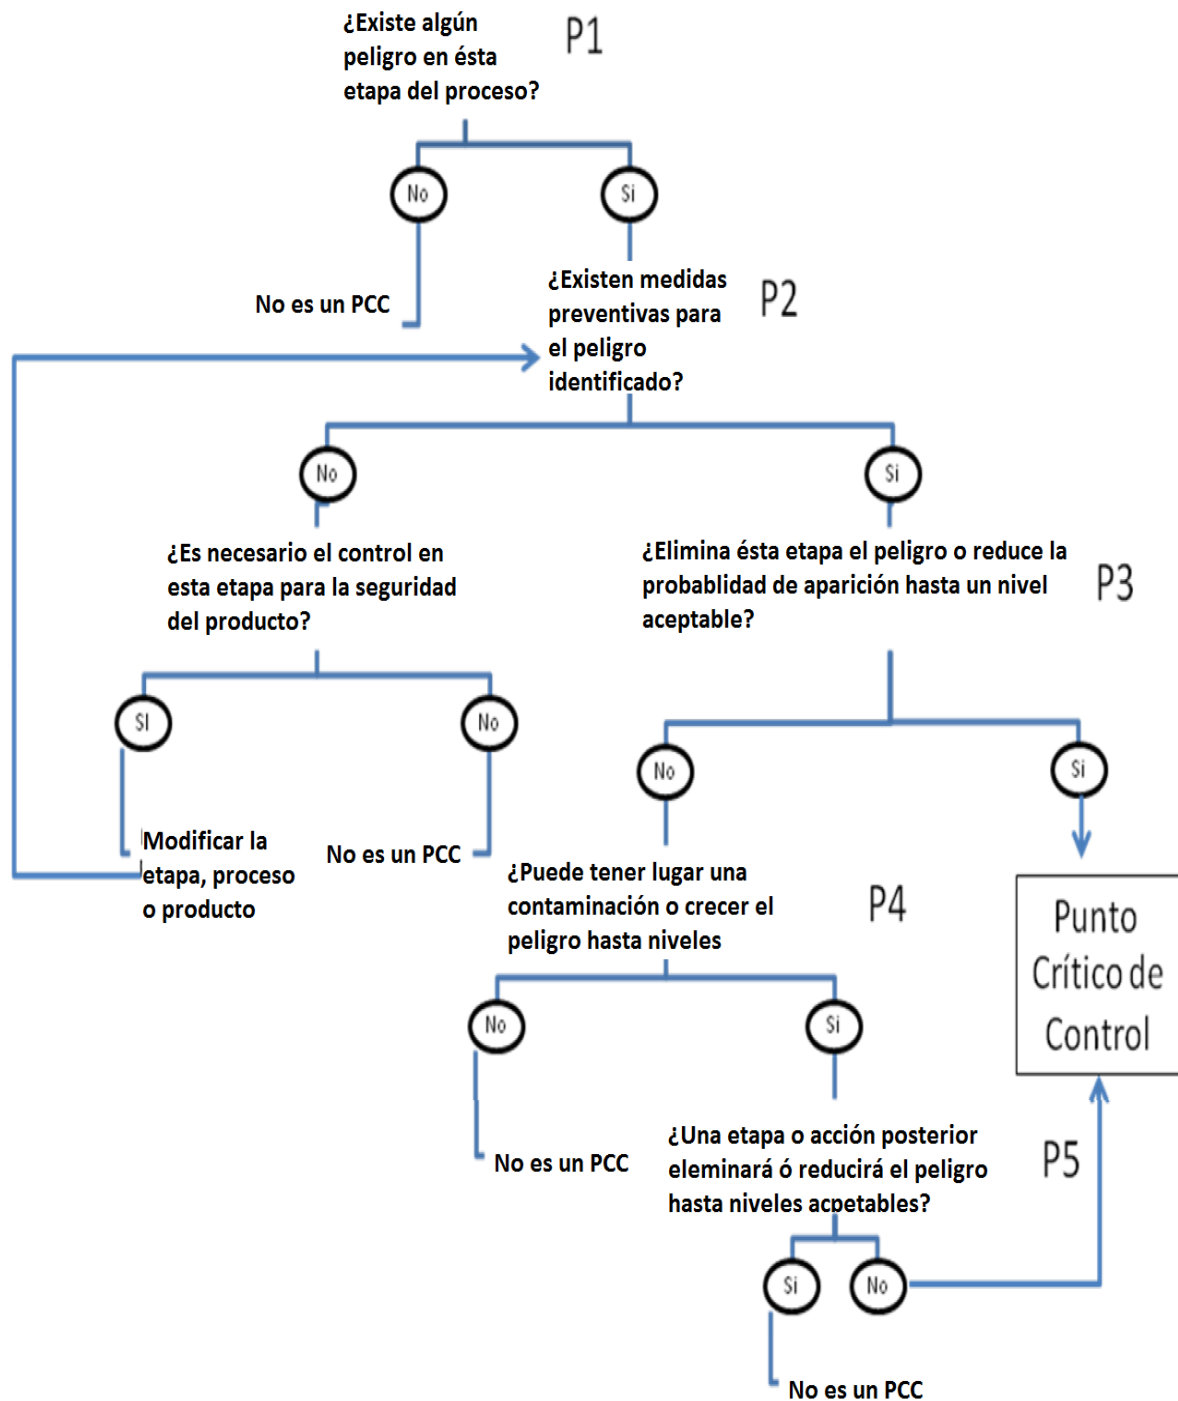 ¿Existe algún
peligro en ésta
etapa del proceso?
P1
No
Si
No es un PCC
¿Existen medidas
preventivas para
el peligro
identificado?
P2
No
Si
¿Es necesario el control en
esta etapa para la seguridad
del producto?
¿Elimina ésta etapa el peligro o reduce la
probablidad de aparición hasta un nivel
aceptable?
P3
SI
No
No
Si
Modificar la
etapa, proceso
o producto
No es un PCC
¿Puede tener lugar una
contaminación o crecer el
peligro hasta niveles
P4
Punto
Crítico de
Control
No
Si
No es un PCC
¿Una etapa o acción posterior
eleminará ó reducirá el peligro
hasta niveles acpetables?
P5
Si
No
No es un PCC